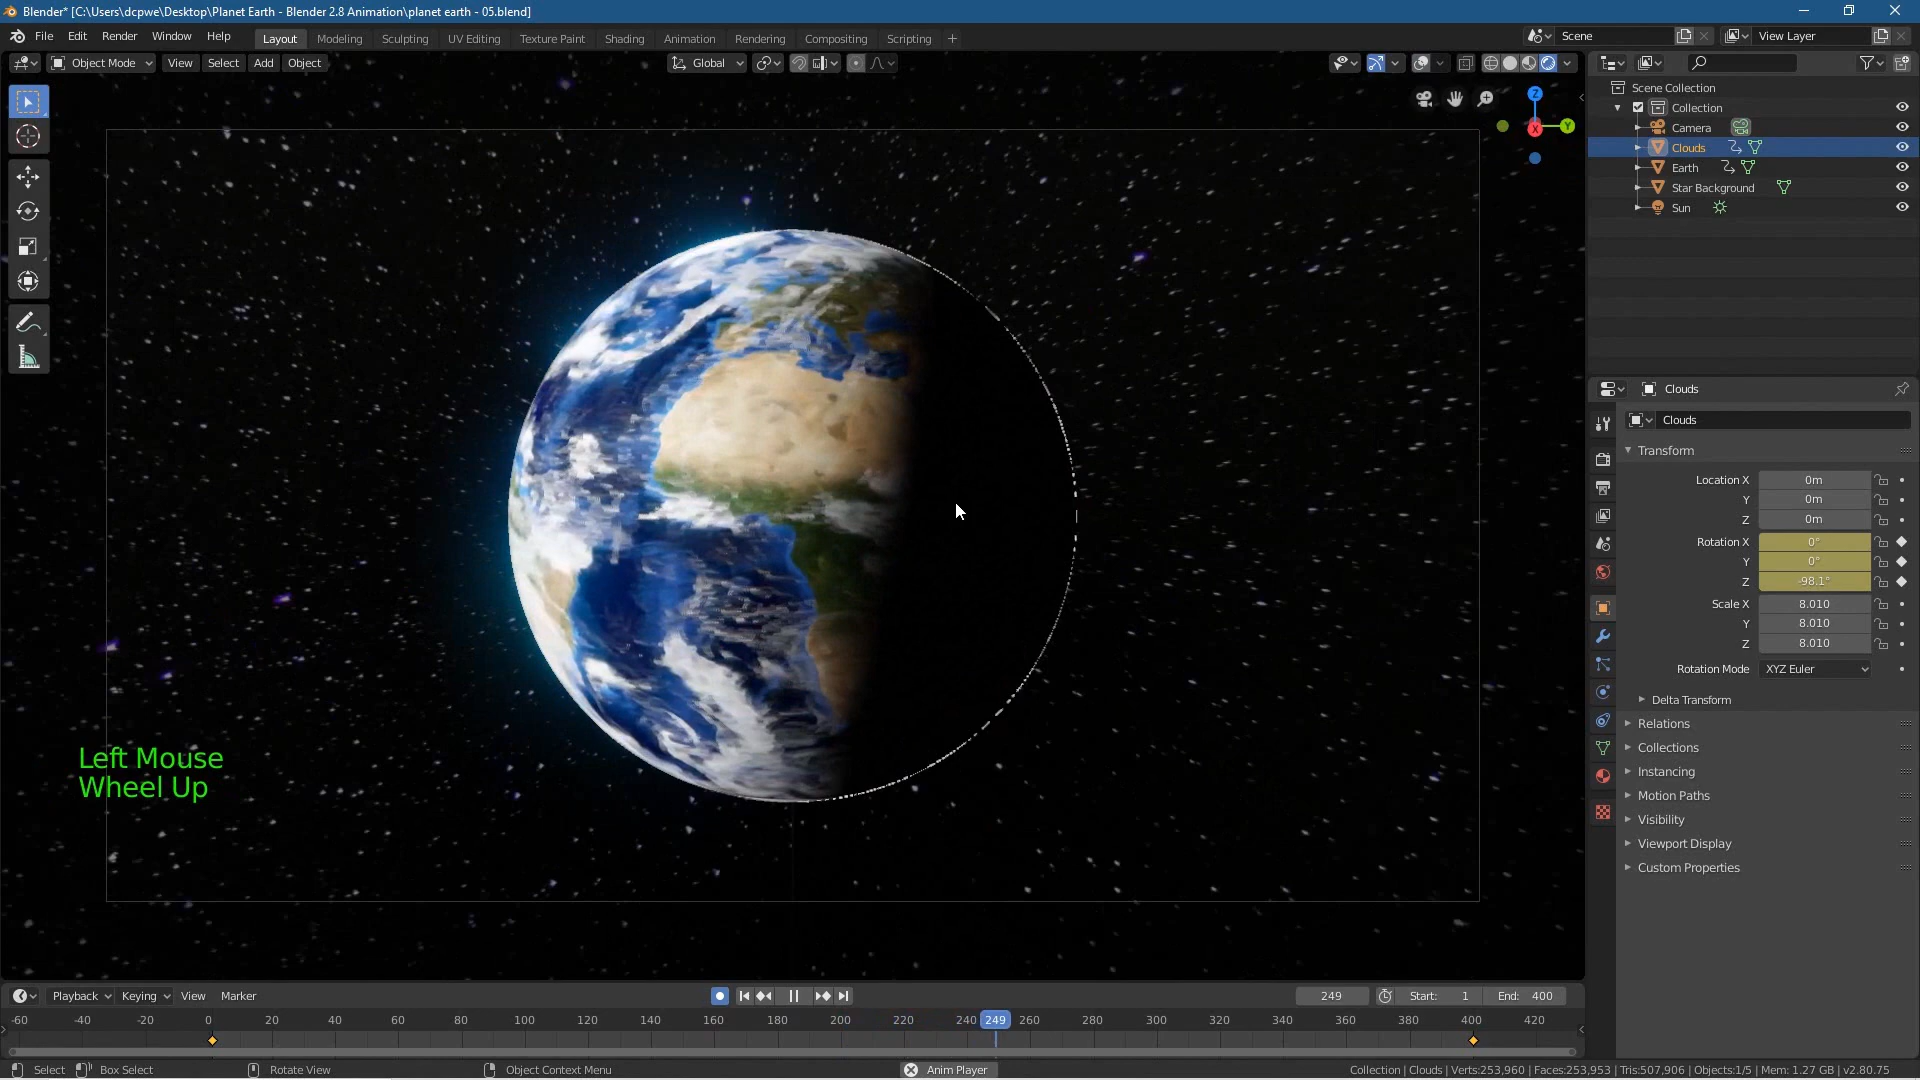 Blender* [C:\Users\dcpwe\Desktop\Planet Earth - Blender 2.8 Animation\planet earth - 05.blend]
File Edit Render Window Help Layout Modeling Sculpting UV Editing Texture Paint Shading Animation Rendering Compositing Scripting + Scene View Layer
Object Mode View Select Add Object Global
Z
X
Y
Scene Collection
Collection
Camera
Clouds
Earth
Star Background
Sun
Clouds
Clouds
Transform
Location X 0m
Y 0m
Z 0m
Rotation X 0°
Y 0°
Z -98.1°
Scale X 8.010
Y 8.010
Z 8.010
Rotation Mode XYZ Euler
Delta Transform
Relations
Collections
Instancing
Motion Paths
Visibility
Viewport Display
Custom Properties
Left Mouse
Wheel Up
Playback Keying View Marker 249 Start: 1 End: 400
-60 -40 -20 0 20 40 60 80 100 120 140 160 180 200 220 240 249 260 280 300 320 340 360 380 400 420
Select Box Select Rotate View Object Context Menu Anim Player Collection | Clouds | Verts:253,960 | Faces:253,953 | Tris:507,906 | Objects:1/5 | Mem: 1.27 GB | v2.80.75